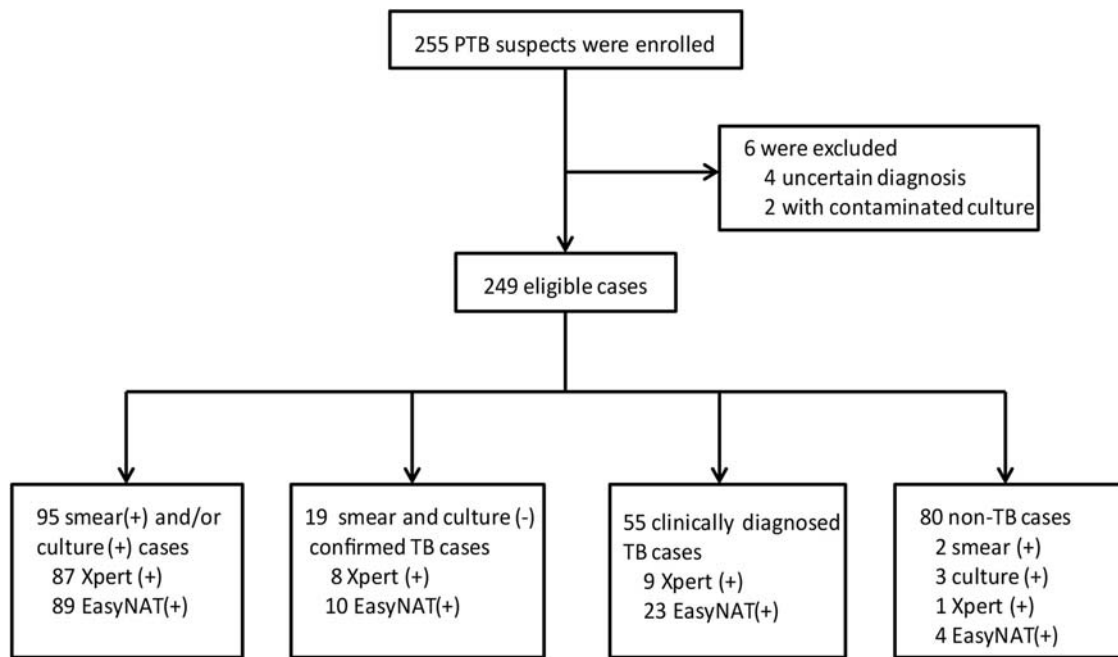 255 PTB suspects were enrolled
6 were excluded
4 uncertain diagnosis
2 with contaminated culture
249 eligible cases
95 smear(+) and/or
culture (+) cases
87 Xpert (+)
89 EasyNAT(+)
19 smear and culture (-)
confirmed TB cases
8 Xpert (+)
10 EasyNAT(+)
55 clinically diagnosed
TB cases
9 Xpert (+)
23 EasyNAT(+)
80 non-TB cases
2 smear (+)
3 culture (+)
1 Xpert (+)
4 EasyNAT(+)